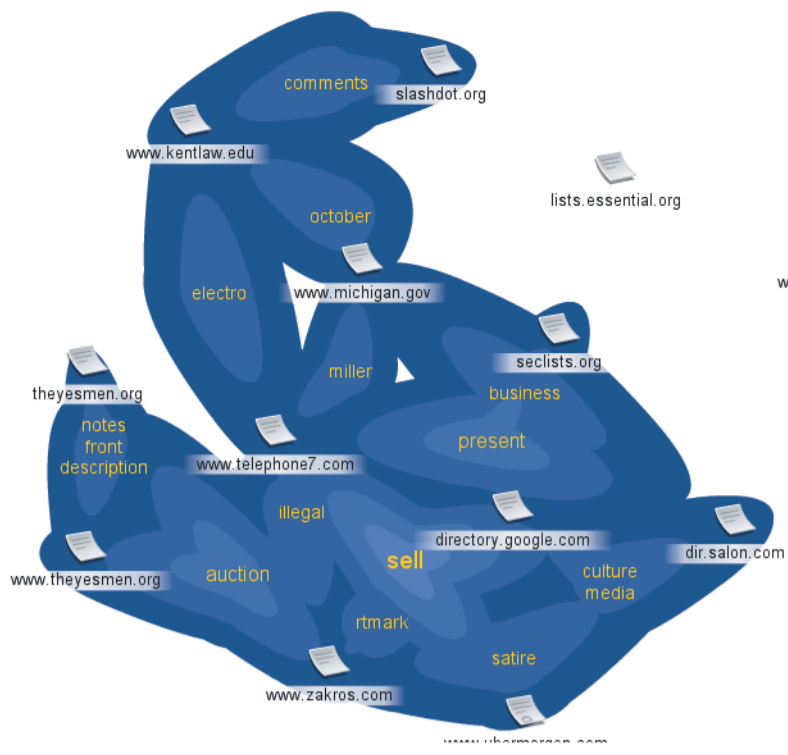 comments
slashdot.org
www.kentlaw.edu
lists.essential.org
october
www.michigan.gov
w
electro
seclists.org
miller
theyesmen.org
business
notes
front
description
present
www.telephone7.com
illegal
directory.google.com
dir.salon.com
sell
www.theyesmen.org
auction
culture
media
rtmark
satire
www.zakros.com